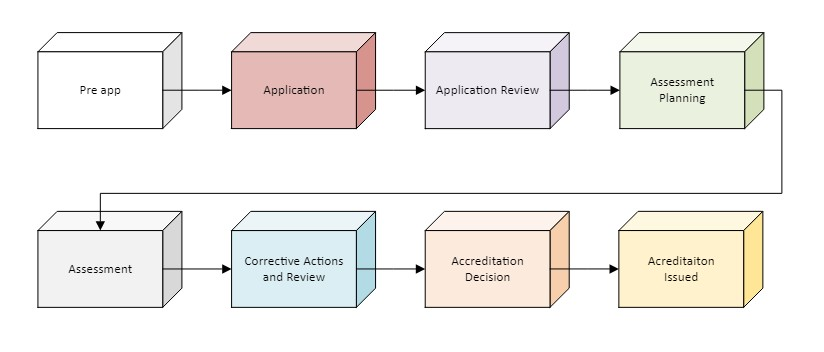 Pre app
Application
Application Review
Assessment
Planning
Assessment
Corrective Actions
and Review
Accreditation
Decision
Acreditaiton
Issued